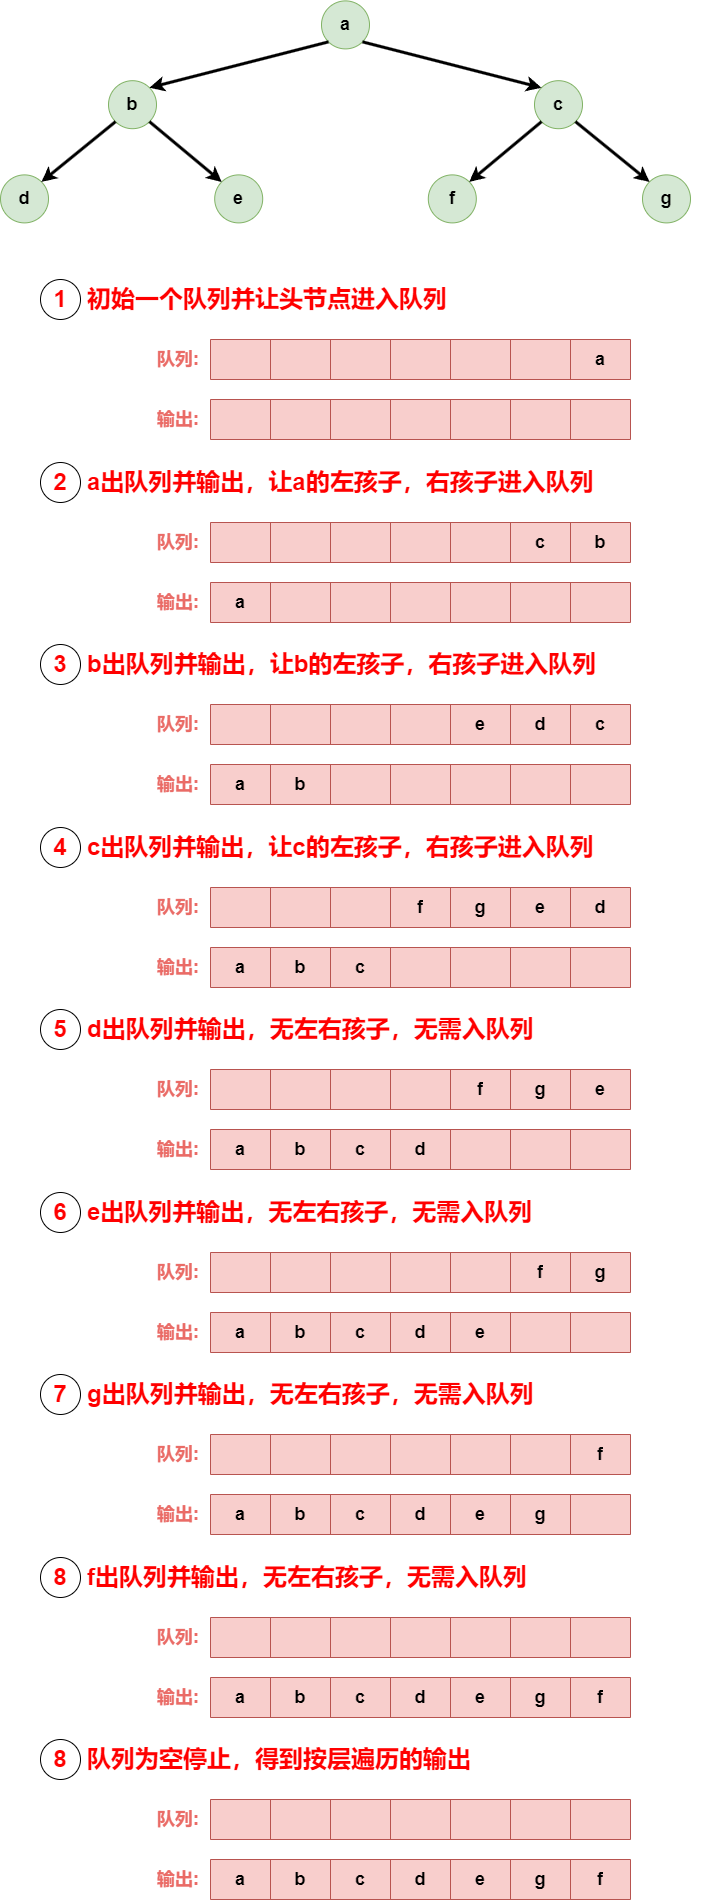 a
b c
d e f g
1 初始一个队列并让头节点进入队列
队列: a
输出:
2 a出队列并输出，让a的左孩子，右孩子进入队列
队列: c b
输出: a
3 b出队列并输出，让b的左孩子，右孩子进入队列
队列: e d c
输出: a b
4 c出队列并输出，让c的左孩子，右孩子进入队列
队列: f g e d
输出: a b c
5 d出队列并输出，无左右孩子，无需入队列
队列: f g e
输出: a b c d
6 e出队列并输出，无左右孩子，无需入队列
队列: f g
输出: a b c d e
7 g出队列并输出，无左右孩子，无需入队列
队列: f
输出: a b c d e g
8 f出队列并输出，无左右孩子，无需入队列
队列:
输出: a b c d e g f
8 队列为空停止，得到按层遍历的输出
队列:
输出: a b c d e g f